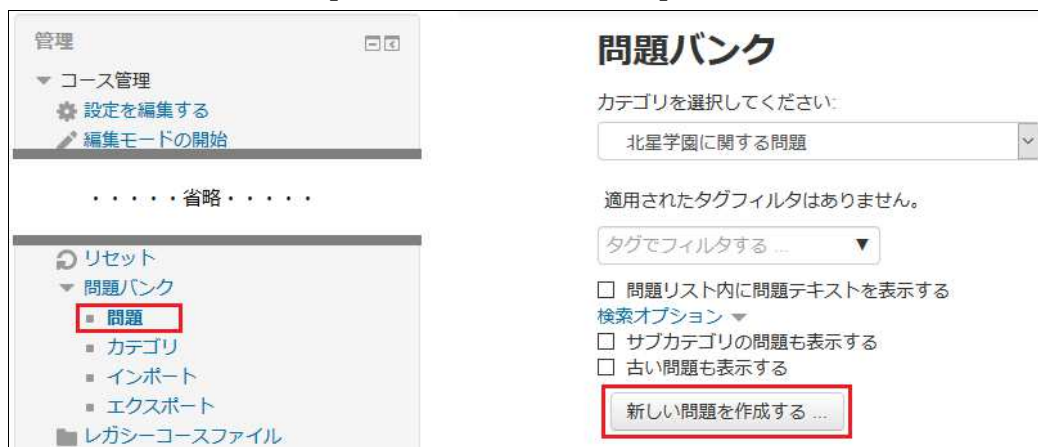 管理
コース管理
設定を編集する
編集モードの開始
・・・・・省略・・・・・
リセット
問題バンク
問題
カテゴリ
インポート
エクスポート
レガシーコースファイル
問題バンク
カテゴリを選択してください:
北星学園に関する問題
適用されたタグフィルタはありません。
タグでフィルタする ...
問題リスト内に問題テキストを表示する
検索オプション
サブカテゴリの問題も表示する
古い問題も表示する
新しい問題を作成する ...